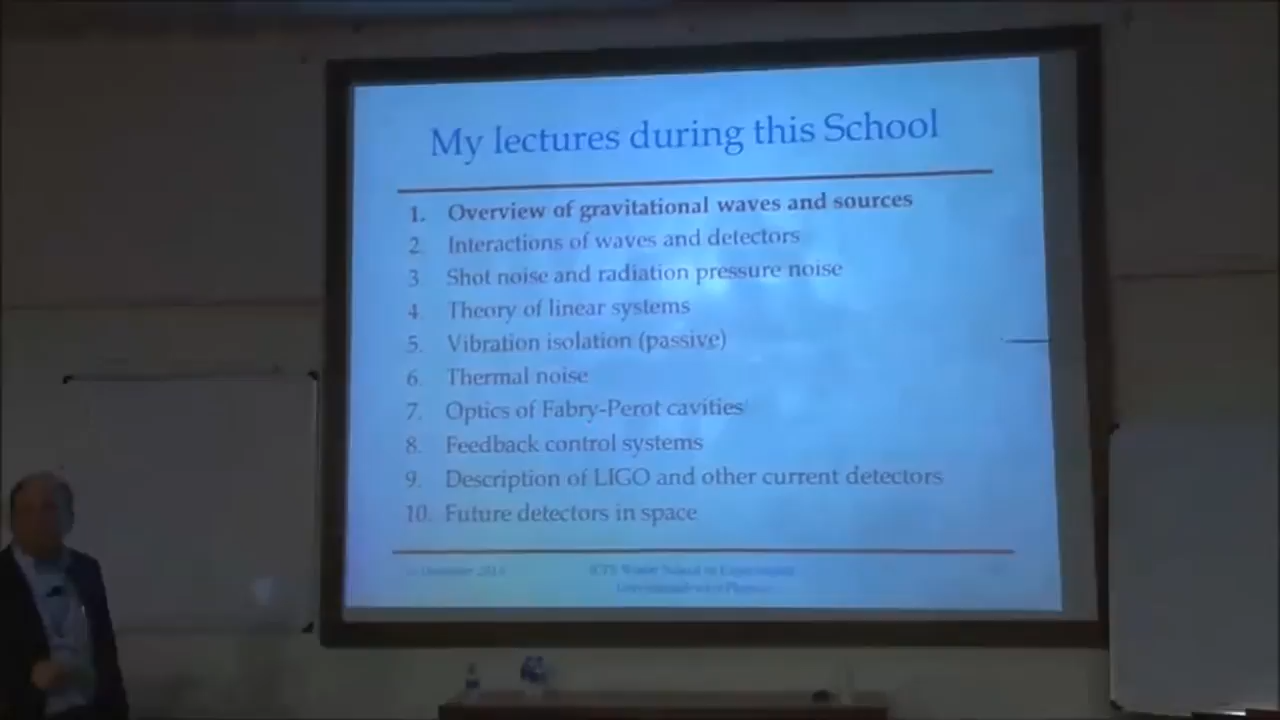 My lectures during this School
1. Overview of gravitational waves and sources
2. Interactions of waves and detectors
3 Shot noise and radiation pressure noise
4 Theory of linear systems
5. Vibration isolation (passive)
6 Thermal noise
7. Optics of Fabry-Perot cavities
8. Feedback control systems
9. Description of LIGO and other current detectors
10. Future detectors in space
ICTS Winter School